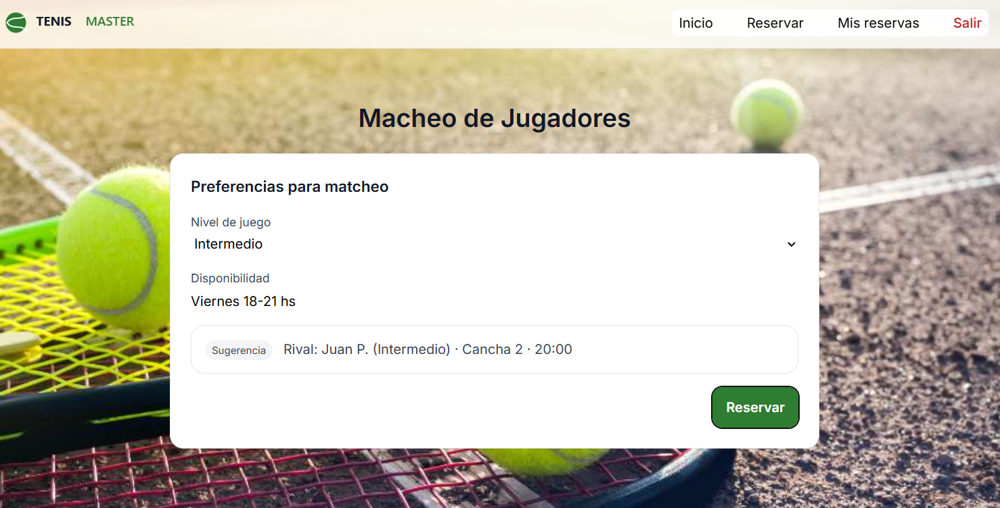 TENIS MASTER
Inicio Reservar Mis reservas Salir
Macheo de Jugadores
Preferencias para matcheo
Nivel de juego
Intermedio
Disponibilidad
Viernes 18-21 hs
Sugerencia Rival: Juan P. (Intermedio) · Cancha 2 · 20:00
Reservar